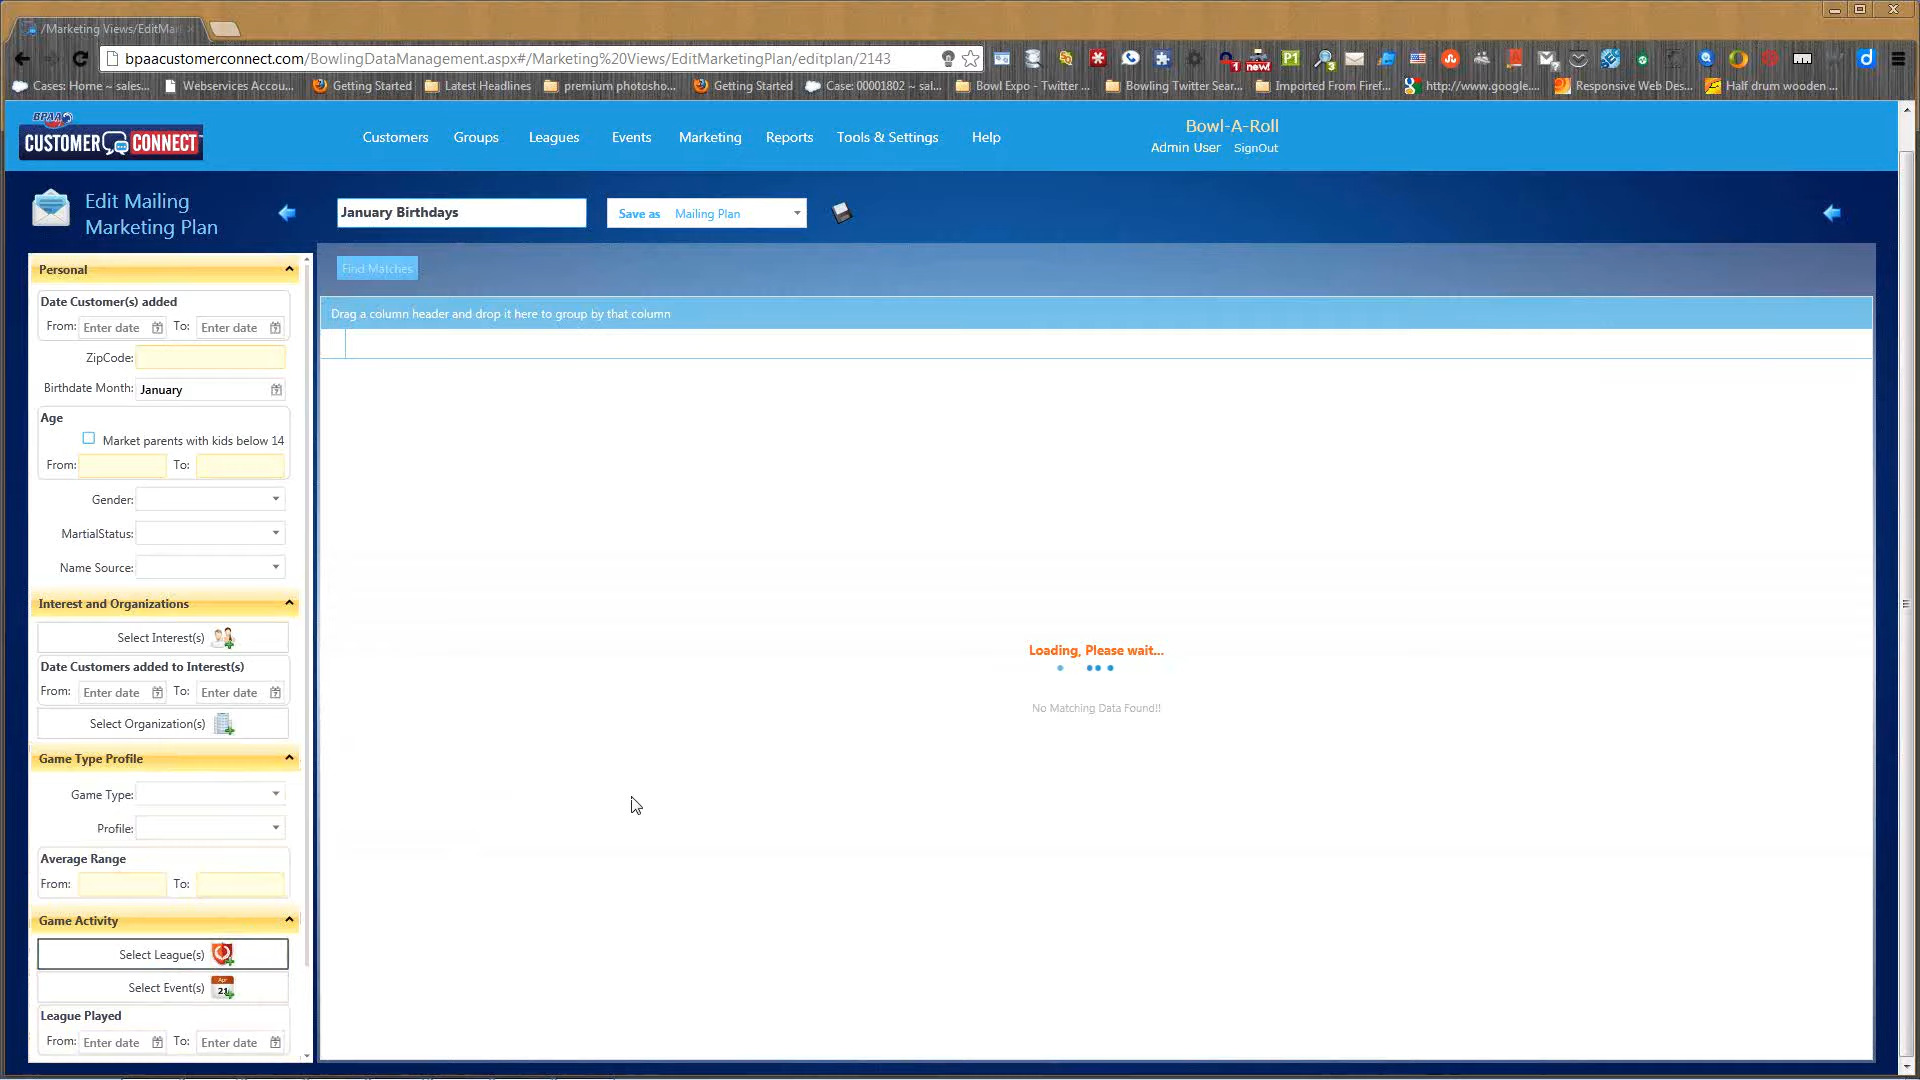 /Marketing Views/EditMar
bpaacustomerconnect.com/BowlingDataManagement.aspx#/Marketing%20Views/EditMarketingPlan/editplan/2143
Cases: Home ~ sales...
Webservices Accou...
Getting Started
Latest Headlines
premium photosho...
Getting Started
Case: 00001802 ~ sal...
Bowl Expo - Twitter ...
Bowling Twitter Sear...
Imported From Firef...
http://www.google....
Responsive Web Des...
Half drum wooden ...
BPAA
CUSTOMER CONNECT
Customers
Groups
Leagues
Events
Marketing
Reports
Tools & Settings
Help
Bowl-A-Roll
Admin User
SignOut
Edit Mailing
Marketing Plan
January Birthdays
Save as Mailing Plan
Find Matches
Drag a column header and drop it here to group by that column
Loading, Please wait...
No Matching Data Found!!
Personal
Date Customer(s) added
From: Enter date To: Enter date
ZipCode:
Birthdate Month: January
Age
Market parents with kids below 14
From: To:
Gender:
MartialStatus:
Name Source:
Interest and Organizations
Select Interest(s)
Date Customers added to Interest(s)
From: Enter date To: Enter date
Select Organization(s)
Game Type Profile
Game Type:
Profile:
Average Range
From: To:
Game Activity
Select League(s)
Select Event(s)
Apr
21
League Played
From: Enter date To: Enter date